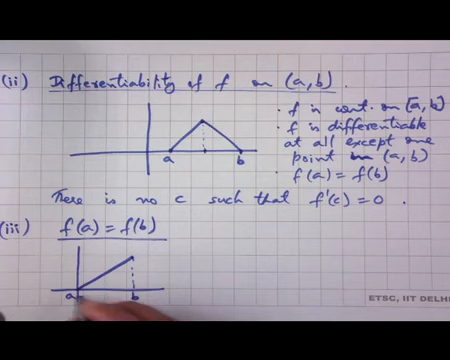 (ii) Differentiability of f on (a,b).
· f is cont. on [a,b]
· f is differentiable
at all except one
point in (a,b)
· f(a) = f(b)
a b
There is no c such that f'(c) = 0 .
(iii) f(a) = f(b)
a b
ETSC, IIT DELHI